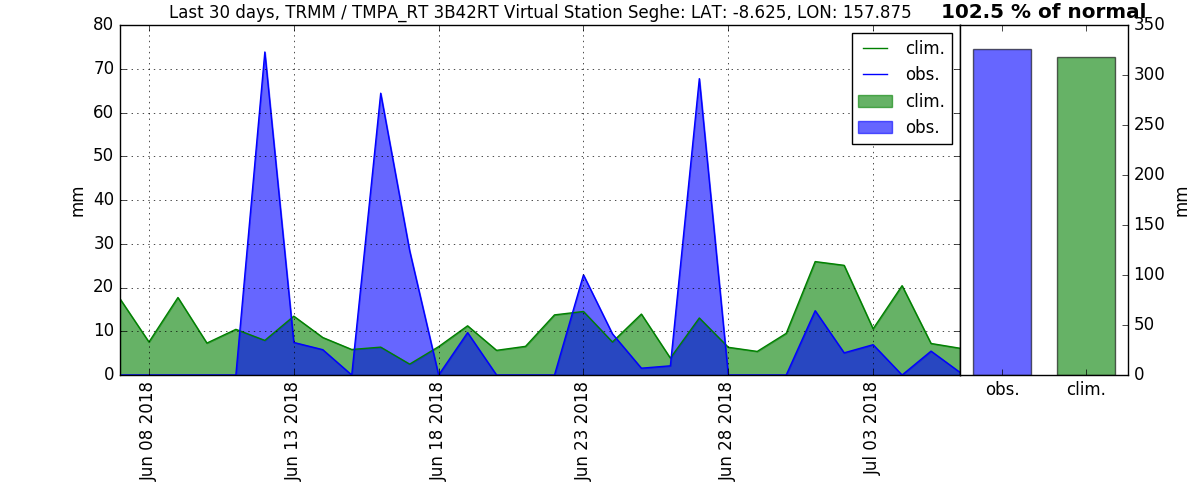 Last 30 days, TRMM / TMPA_RT 3B42RT Virtual Station Seghe: LAT: -8.625, LON: 157.875
102.5 % of normal
80
70
60
50
40
30
20
10
0
mm
clim.
obs.
clim.
obs.
Jun 08 2018
Jun 13 2018
Jun 18 2018
Jun 23 2018
Jun 28 2018
Jul 03 2018
350
300
250
200
150
100
50
0
mm
obs.
clim.